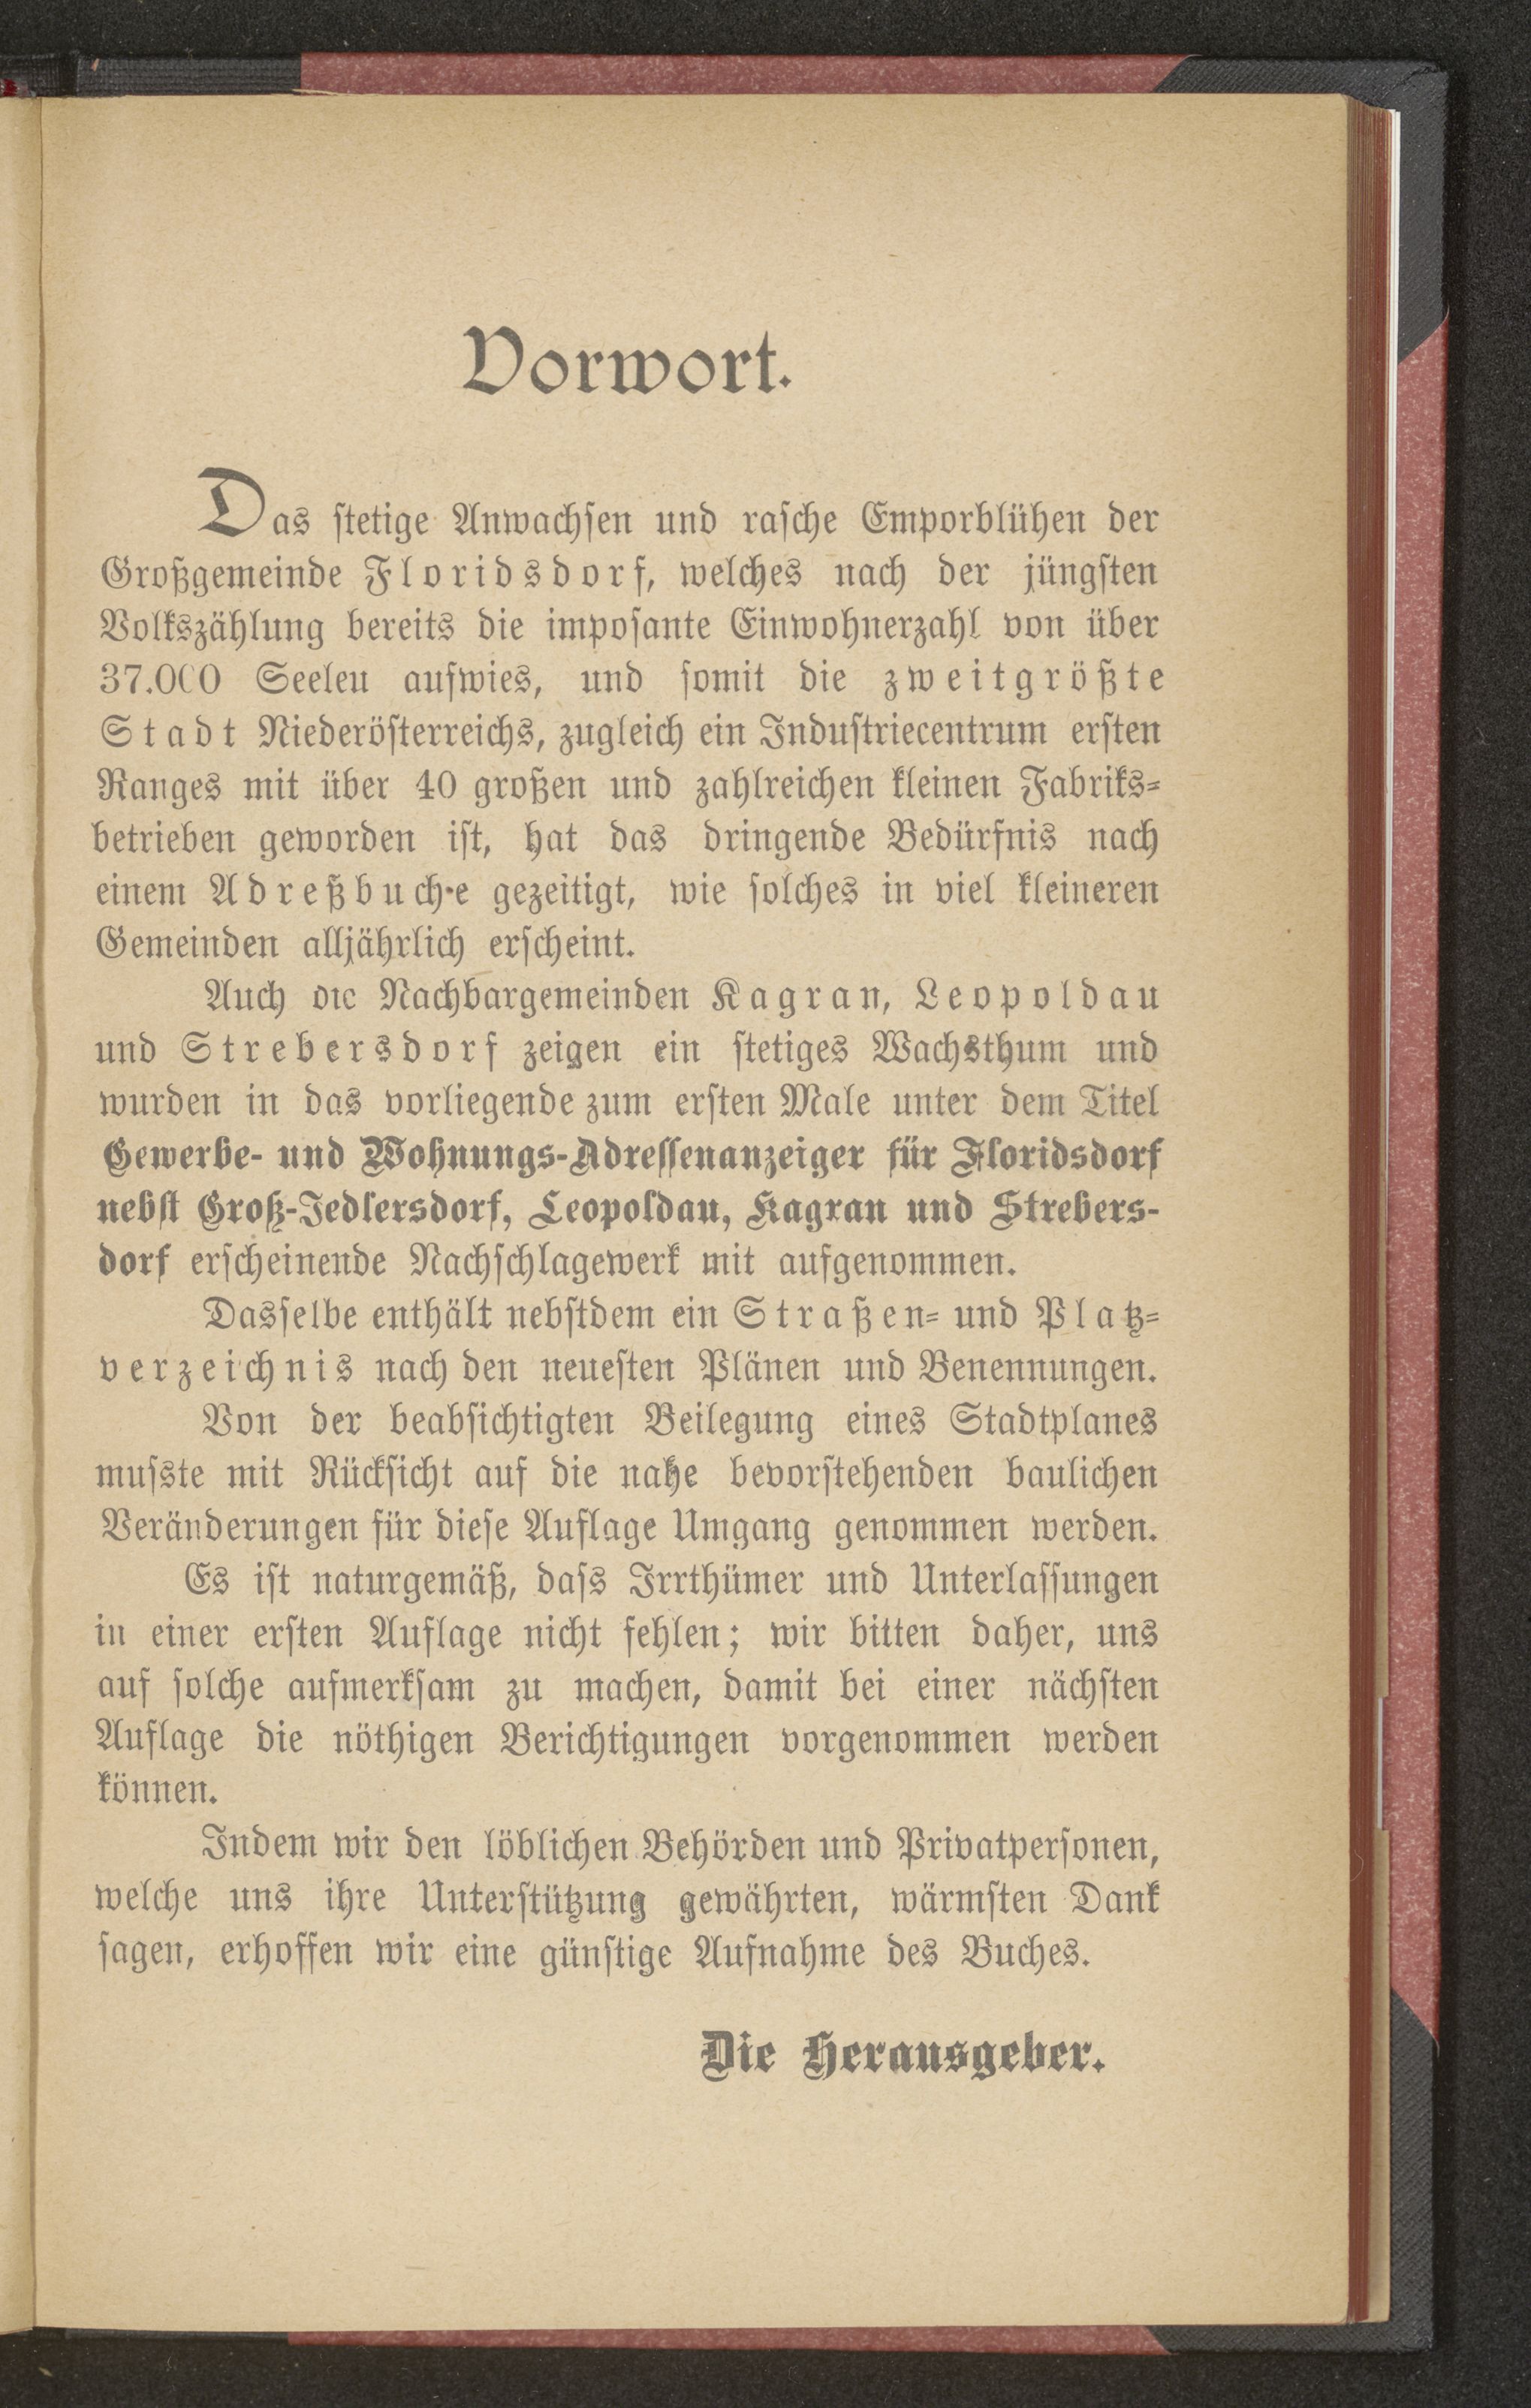 Vorwort.
Das stetige Anwachsen und rasche Emporblühen der
Großgemeinde Floridsdorf, welches nach der jüngsten
Volkszählung bereits die imposante Einwohnerzahl von über
37.000 Seelen aufwies, und somit die zweitgrößte
Stadt Niederösterreichs, zugleich ein Industriecentrum ersten
Ranges mit über 40 großen und zahlreichen kleinen Fabriks-
betrieben geworden ist, hat das dringende Bedürfnis nach
einem Adreßbuche gezeitigt, wie solches in viel kleineren
Gemeinden alljährlich erscheint.
Auch die Nachbargemeinden Kagran, Leopoldau
und Strebersdorf zeigen ein stetiges Wachsthum und
wurden in das vorliegende zum ersten Male unter dem Titel
Gewerbe- und Wohnungs-Adressenanzeiger für Floridsdorf
nebst Groß-Jedlersdorf, Leopoldau, Kagran und Strebers-
dorf erscheinende Nachschlagewerk mit aufgenommen.
Dasselbe enthält nebstdem ein Straßen- und Platz-
verzeichnis nach den neuesten Plänen und Benennungen.
Von der beabsichtigten Beilegung eines Stadtplanes
musste mit Rücksicht auf die nahe bevorstehenden baulichen
Veränderungen für diese Auflage Umgang genommen werden.
Es ist naturgemäß, dass Irrthümer und Unterlassungen
in einer ersten Auflage nicht fehlen; wir bitten daher, uns
auf solche aufmerksam zu machen, damit bei einer nächsten
Auflage die nöthigen Berichtigungen vorgenommen werden
können.
Indem wir den löblichen Behörden und Privatpersonen,
welche uns ihre Unterstützung gewährten, wärmsten Dank
sagen, erhoffen wir eine günstige Aufnahme des Buches.
Die Herausgeber.